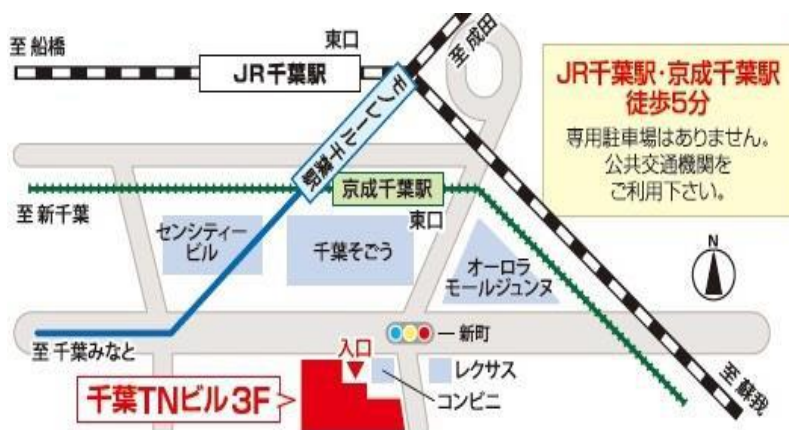 至 船橋
東口
JR千葉駅
至 成田
モノレール千葉駅
JR千葉駅・京成千葉駅
徒歩5分
専用駐車場はありません。
公共交通機関を
ご利用下さい。
至 新千葉
京成千葉駅
東口
センシティー
ビル
千葉そごう
オーロラ
モールジュンヌ
N
至 千葉みなと
新町
入口
レクサス
コンビニ
千葉TNビル3F
至 蘇我